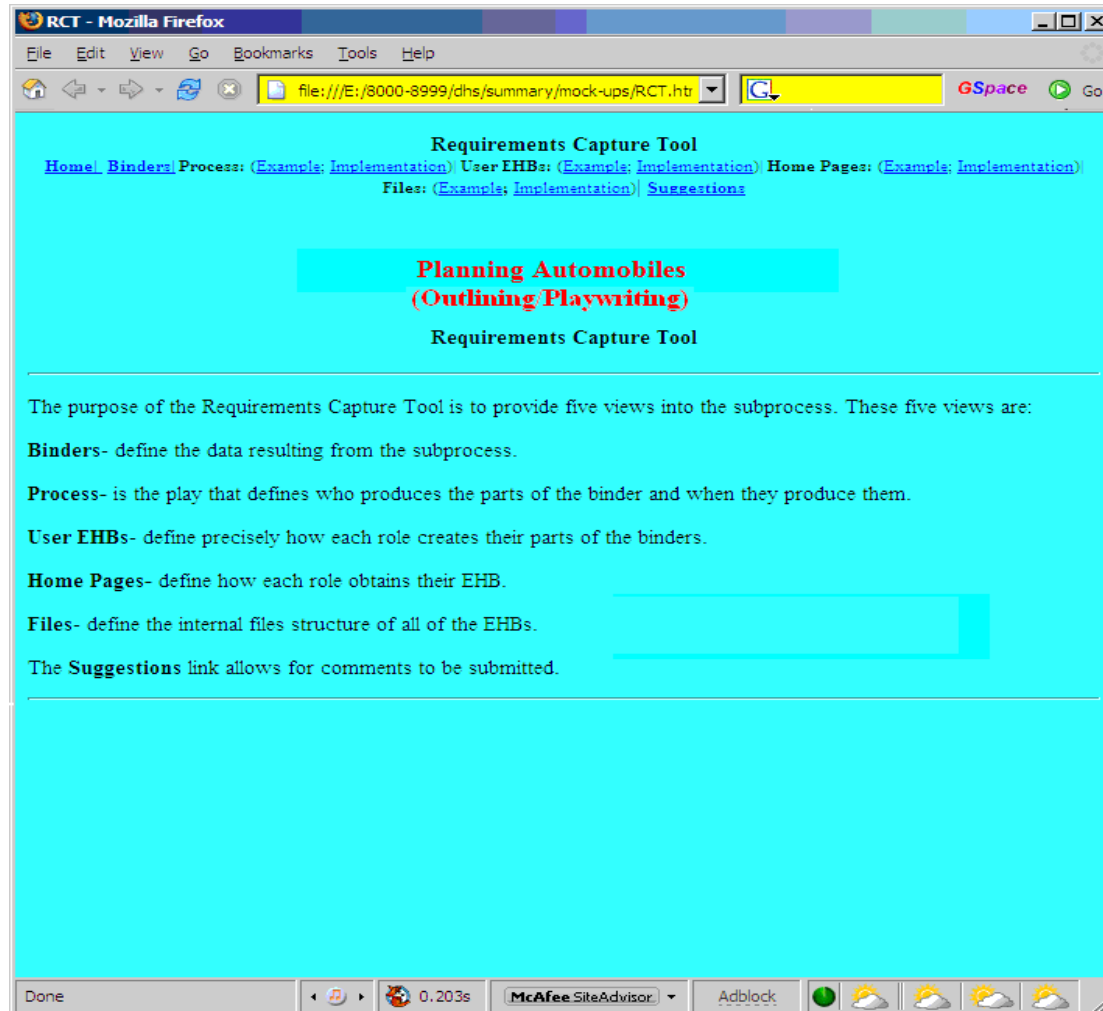 RCT - Mozilla Firefox
File Edit View Go Bookmarks Tools Help
file:///E:/8000-8999/dhs/summary/mock-ups/RCT.htr G GSpace Go
Requirements Capture Tool
Home| Binders| Process: (Example; Implementation)| User EHBs: (Example; Implementation)| Home Pages: (Example; Implementation)|
Files: (Example; Implementation)| Suggestions
Planning Automobiles
(Outlining/Playwriting)
Requirements Capture Tool
The purpose of the Requirements Capture Tool is to provide five views into the subprocess. These five views are:
Binders- define the data resulting from the subprocess.
Process- is the play that defines who produces the parts of the binder and when they produce them.
User EHBs- define precisely how each role creates their parts of the binders.
Home Pages- define how each role obtains their EHB.
Files- define the internal files structure of all of the EHBs.
The Suggestions link allows for comments to be submitted.
Done 0.203s McAfee SiteAdvisor Adblock